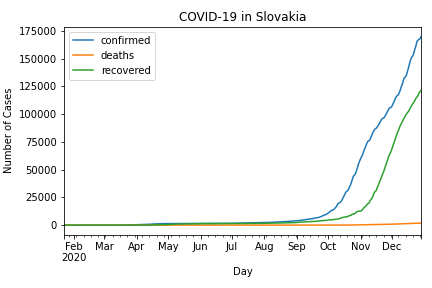 COVID-19 in Slovakia
confirmed
deaths
recovered
Number of Cases
175000
150000
125000
100000
75000
50000
25000
0
Feb Mar Apr May Jun Jul Aug Sep Oct Nov Dec
2020
Day